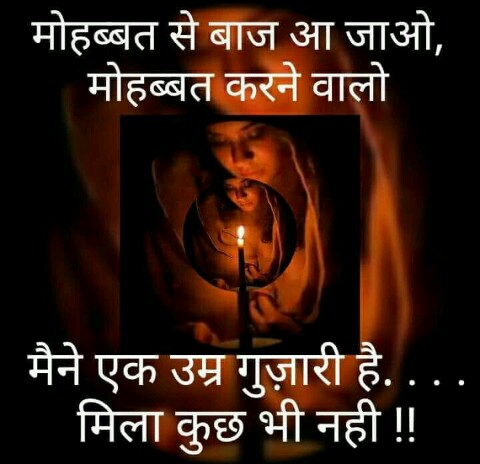 मोहब्बत से बाज आ जाओ,
मोहब्बत करने वालो
मैने एक उम्र गुज़ारी है. . . .
मिला कुछ भी नही !!